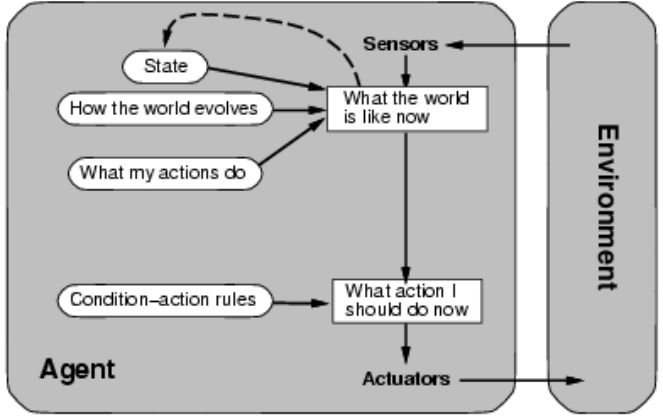 Sensors
State
What the world
is like now
How the world evolves
What my actions do
Condition–action rules
What action I
should do now
Agent
Actuators
Environment